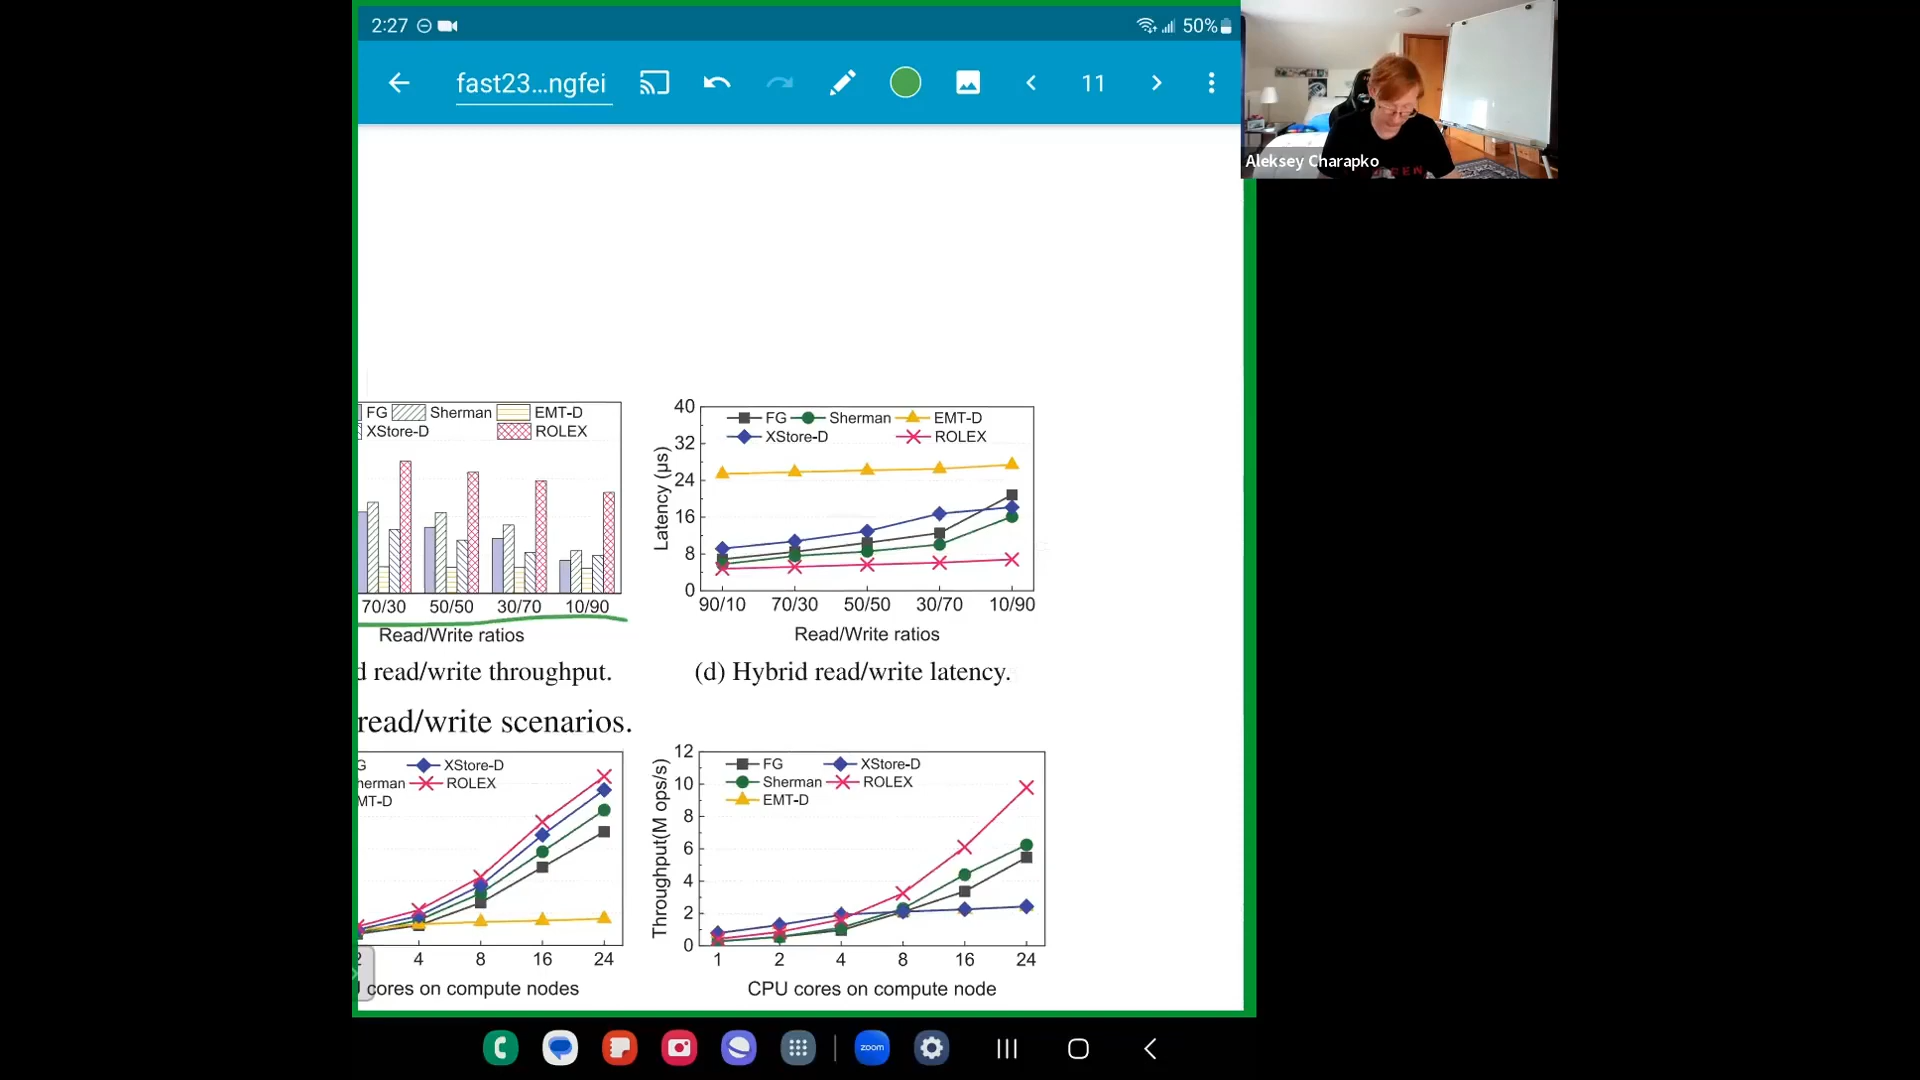 2:27
50%
fast23...ngfei
11
Aleksey Charapko
FG Sherman EMT-D
XStore-D ROLEX
70/30 50/50 30/70 10/90
Read/Write ratios
d read/write throughput.
40
32
24
16
8
0
Latency (μs)
FG Sherman EMT-D
XStore-D ROLEX
90/10 70/30 50/50 30/70 10/90
Read/Write ratios
(d) Hybrid read/write latency.
read/write scenarios.
G XStore-D
herman ROLEX
MT-D
2 4 8 16 24
cores on compute nodes
12
10
8
6
4
2
0
Throughput(M ops/s)
FG XStore-D
Sherman ROLEX
EMT-D
1 2 4 8 16 24
CPU cores on compute node
zoom